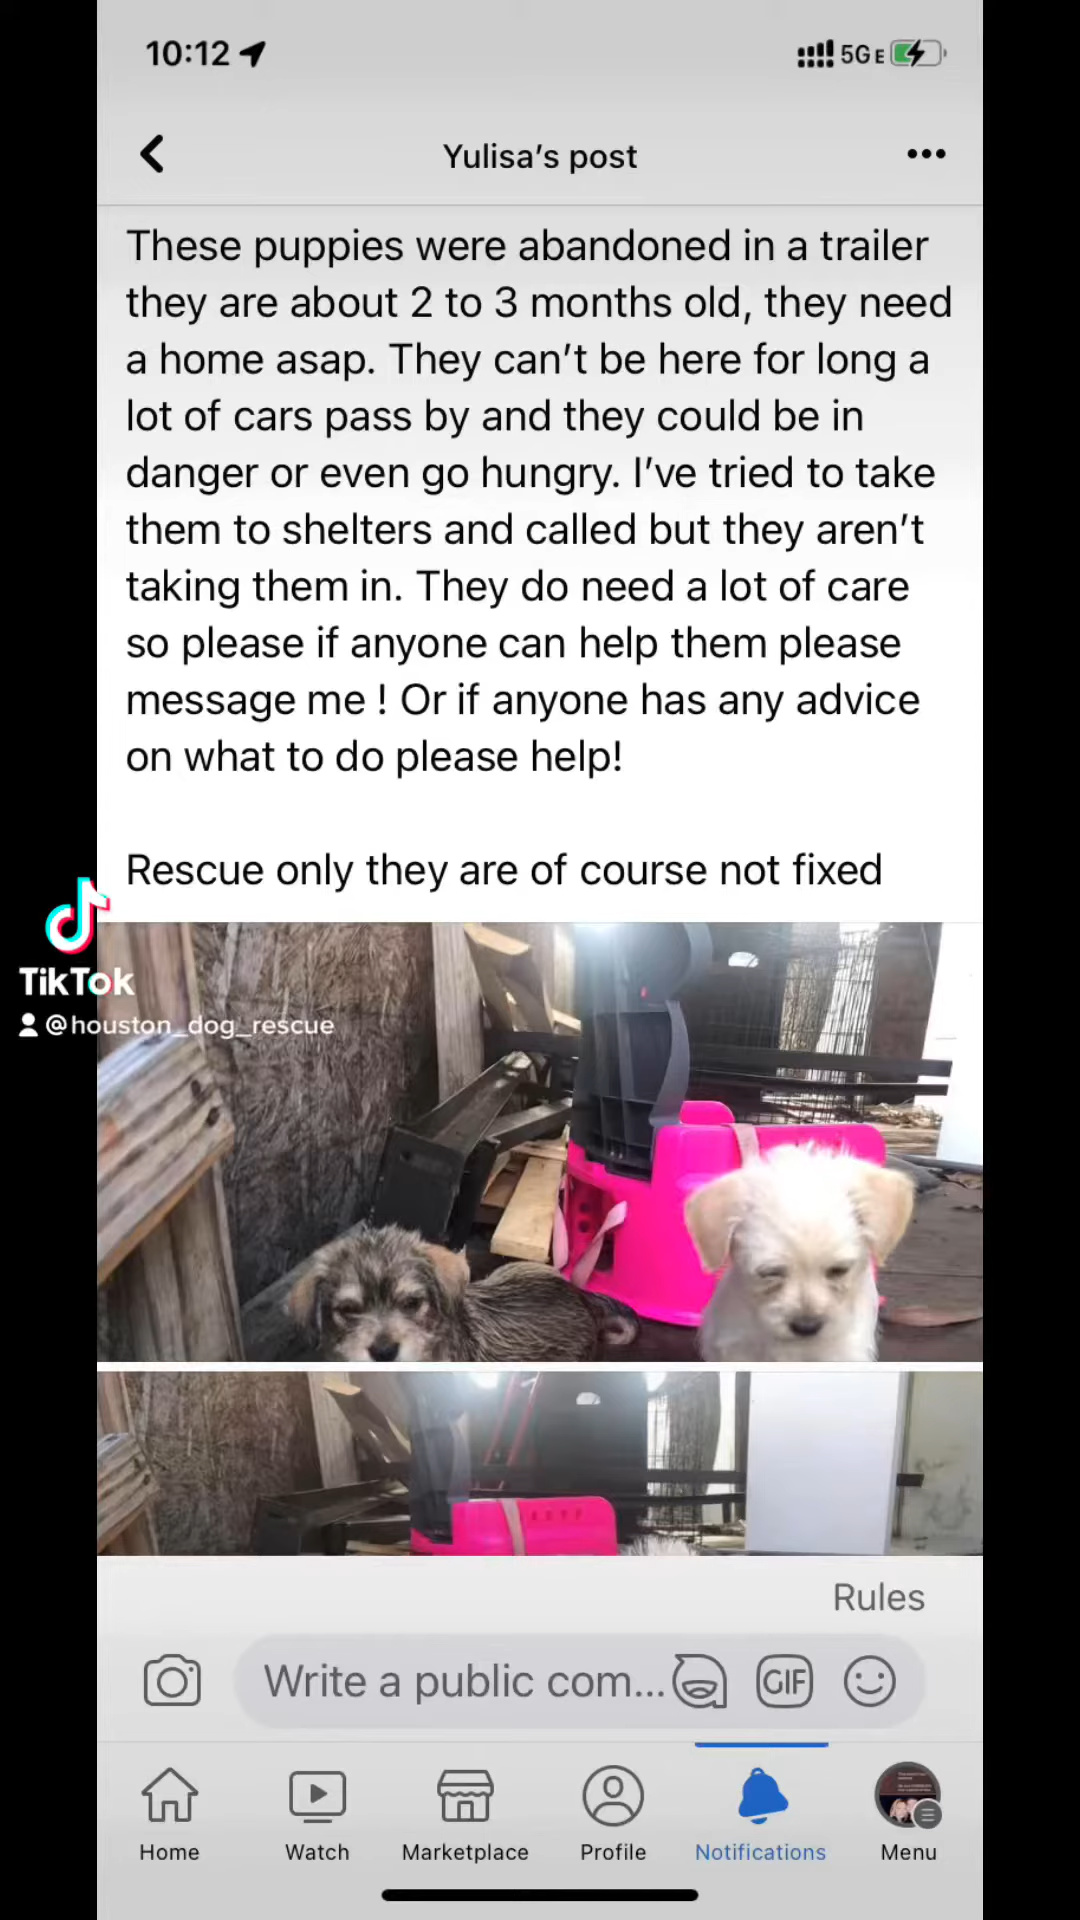 10:12
5GE
Yulisa's post
These puppies were abandoned in a trailer
they are about 2 to 3 months old, they need
a home asap. They can't be here for long a
lot of cars pass by and they could be in
danger or even go hungry. I've tried to take
them to shelters and called but they aren't
taking them in. They do need a lot of care
so please if anyone can help them please
message me ! Or if anyone has any advice
on what to do please help!
Rescue only they are of course not fixed
TikTok
@houston_dog_rescue
Rules
Write a public com...
GIF
Home
Watch
Marketplace
Profile
Notifications
Menu